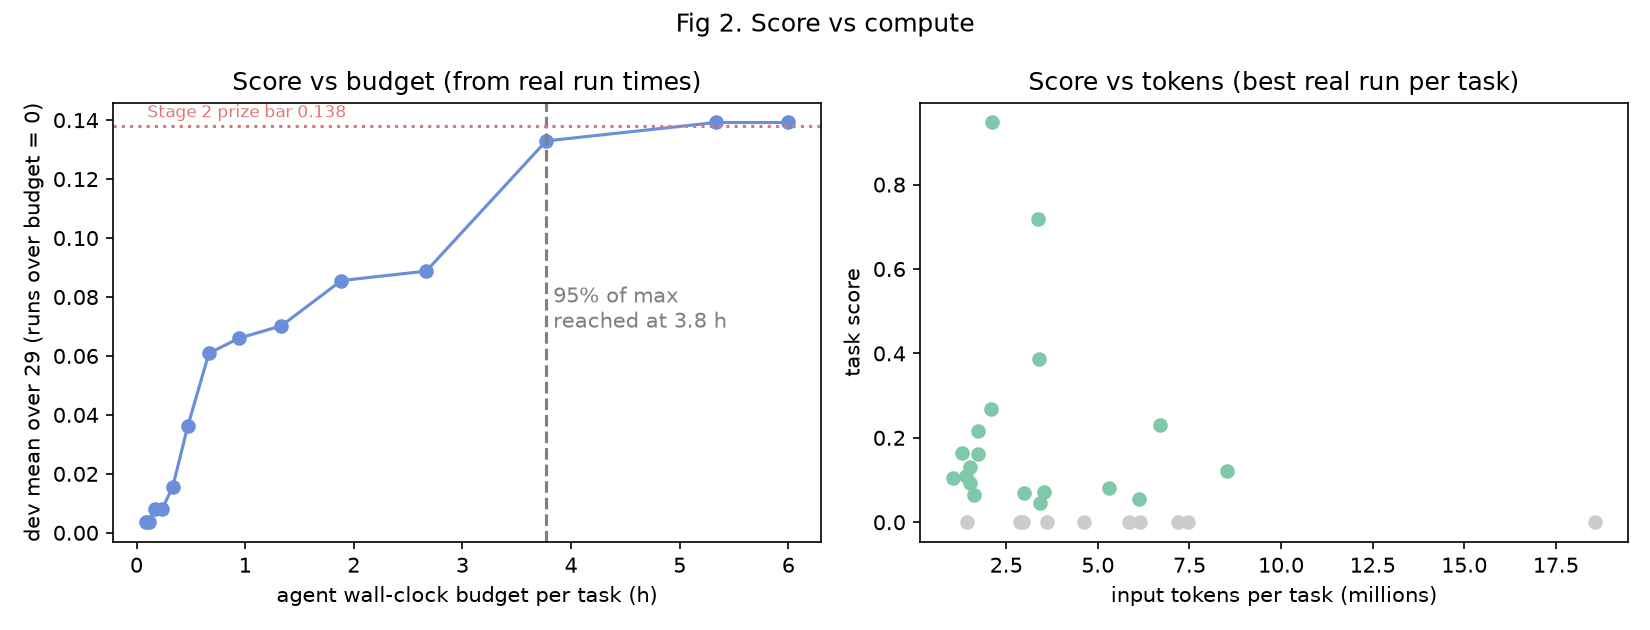 Fig 2. Score vs compute
Score vs budget (from real run times)
Stage 2 prize bar 0.138
dev mean over 29 (runs over budget = 0)
0.14
0.12
0.10
0.08
0.06
0.04
0.02
0.00
95% of max
reached at 3.8 h
0 1 2 3 4 5 6
agent wall-clock budget per task (h)
Score vs tokens (best real run per task)
task score
0.8
0.6
0.4
0.2
0.0
2.5 5.0 7.5 10.0 12.5 15.0 17.5
input tokens per task (millions)